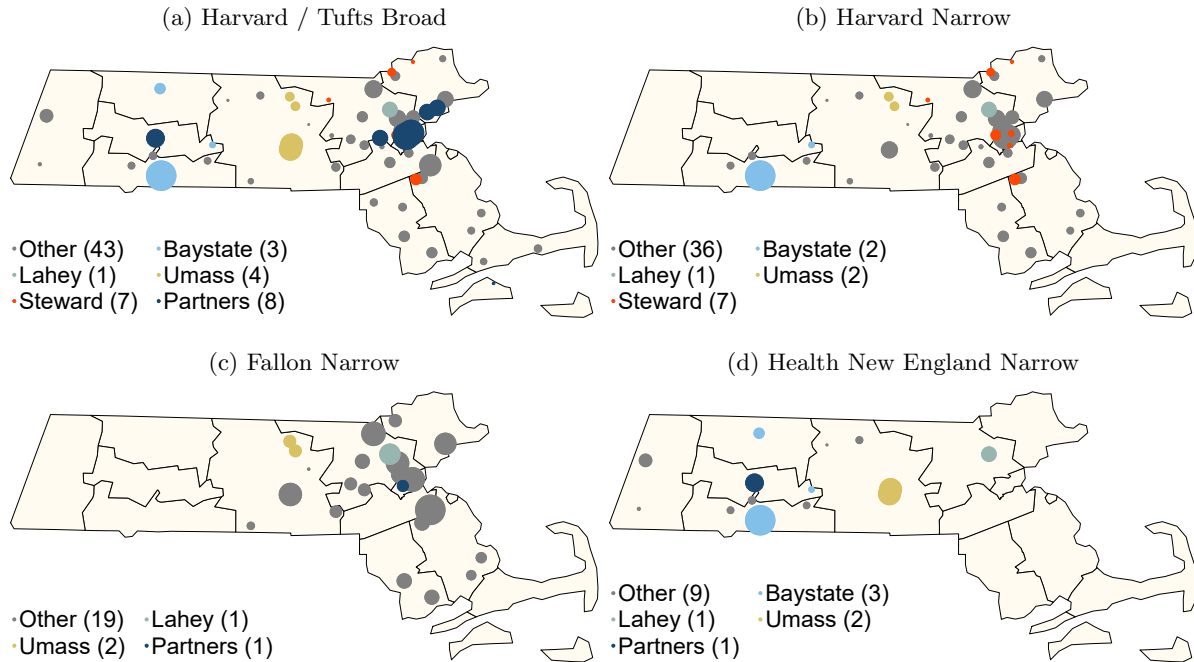 (a) Harvard / Tufts Broad
Other (43) Baystate (3)
Lahey (1) Umass (4)
Steward (7) Partners (8)
(b) Harvard Narrow
Other (36) Baystate (2)
Lahey (1) Umass (2)
Steward (7)
(c) Fallon Narrow
Other (19) Lahey (1)
Umass (2) Partners (1)
(d) Health New England Narrow
Other (9) Baystate (3)
Lahey (1) Umass (2)
Partners (1)